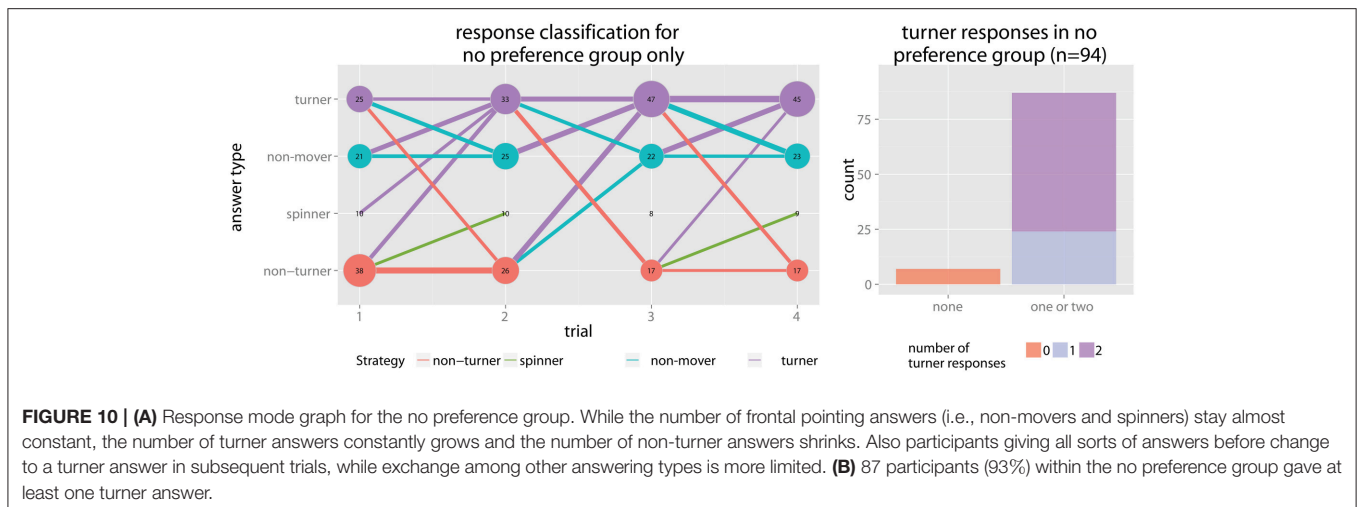 response classification for
no preference group only
answer type
turner
non-mover
spinner
non-turner
25
33
47
45
21
25
22
23
10
10
8
9
38
26
17
17
1
2
3
4
trial
Strategy non-turner spinner non-mover turner
turner responses in no
preference group (n=94)
count
75
50
25
0
none
one or two
number of
turner responses
0 1 2
FIGURE 10 | (A) Response mode graph for the no preference group. While the number of frontal pointing answers (i.e., non-movers and spinners) stay almost
constant, the number of turner answers constantly grows and the number of non-turner answers shrinks. Also participants giving all sorts of answers before change
to a turner answer in subsequent trials, while exchange among other answering types is more limited. (B) 87 participants (93%) within the no preference group gave at
least one turner answer.